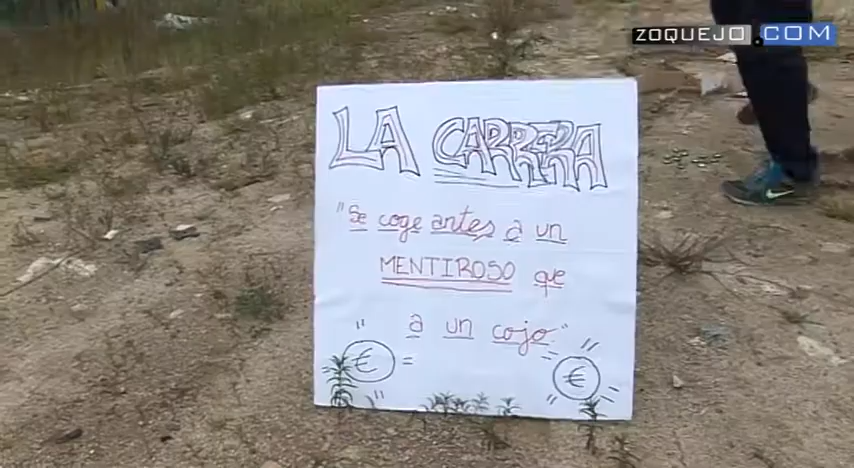 ZOQUEJO.COM
LA CARRERA
"Se coge antes a un
MENTIROSO que
a un cojo"
€ €